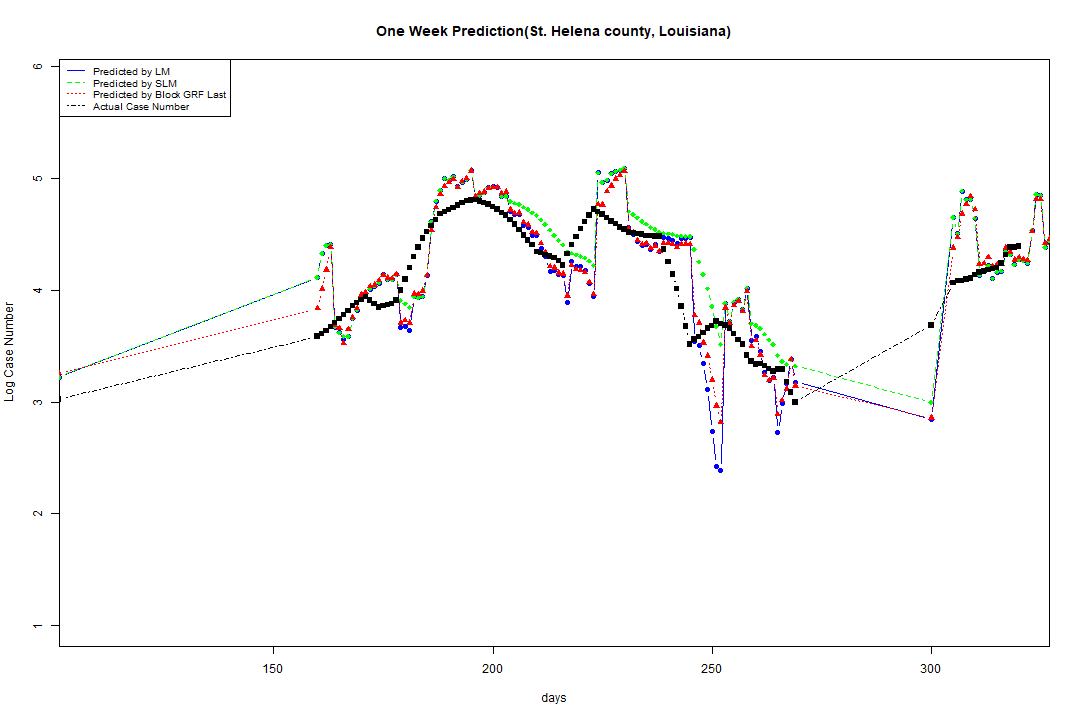 One Week Prediction(St. Helena county, Louisiana)
Predicted by LM
Predicted by SLM
Predicted by Block GRF Last
Actual Case Number
6
5
4
3
2
1
Log Case Number
150
200
250
300
days